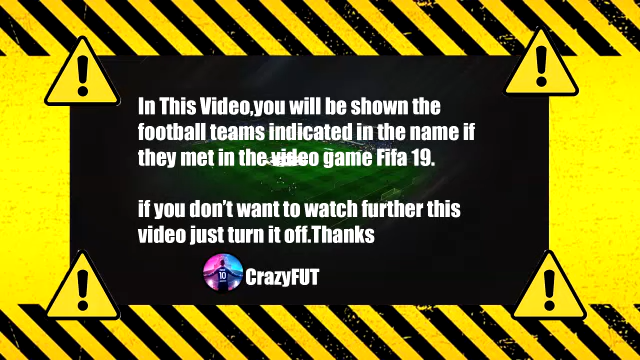 In This Video,you will be shown the
football teams indicated in the name if
they met in the video game Fifa 19.
if you don't want to watch further this
video just turn it off.Thanks
10
CrazyFUT